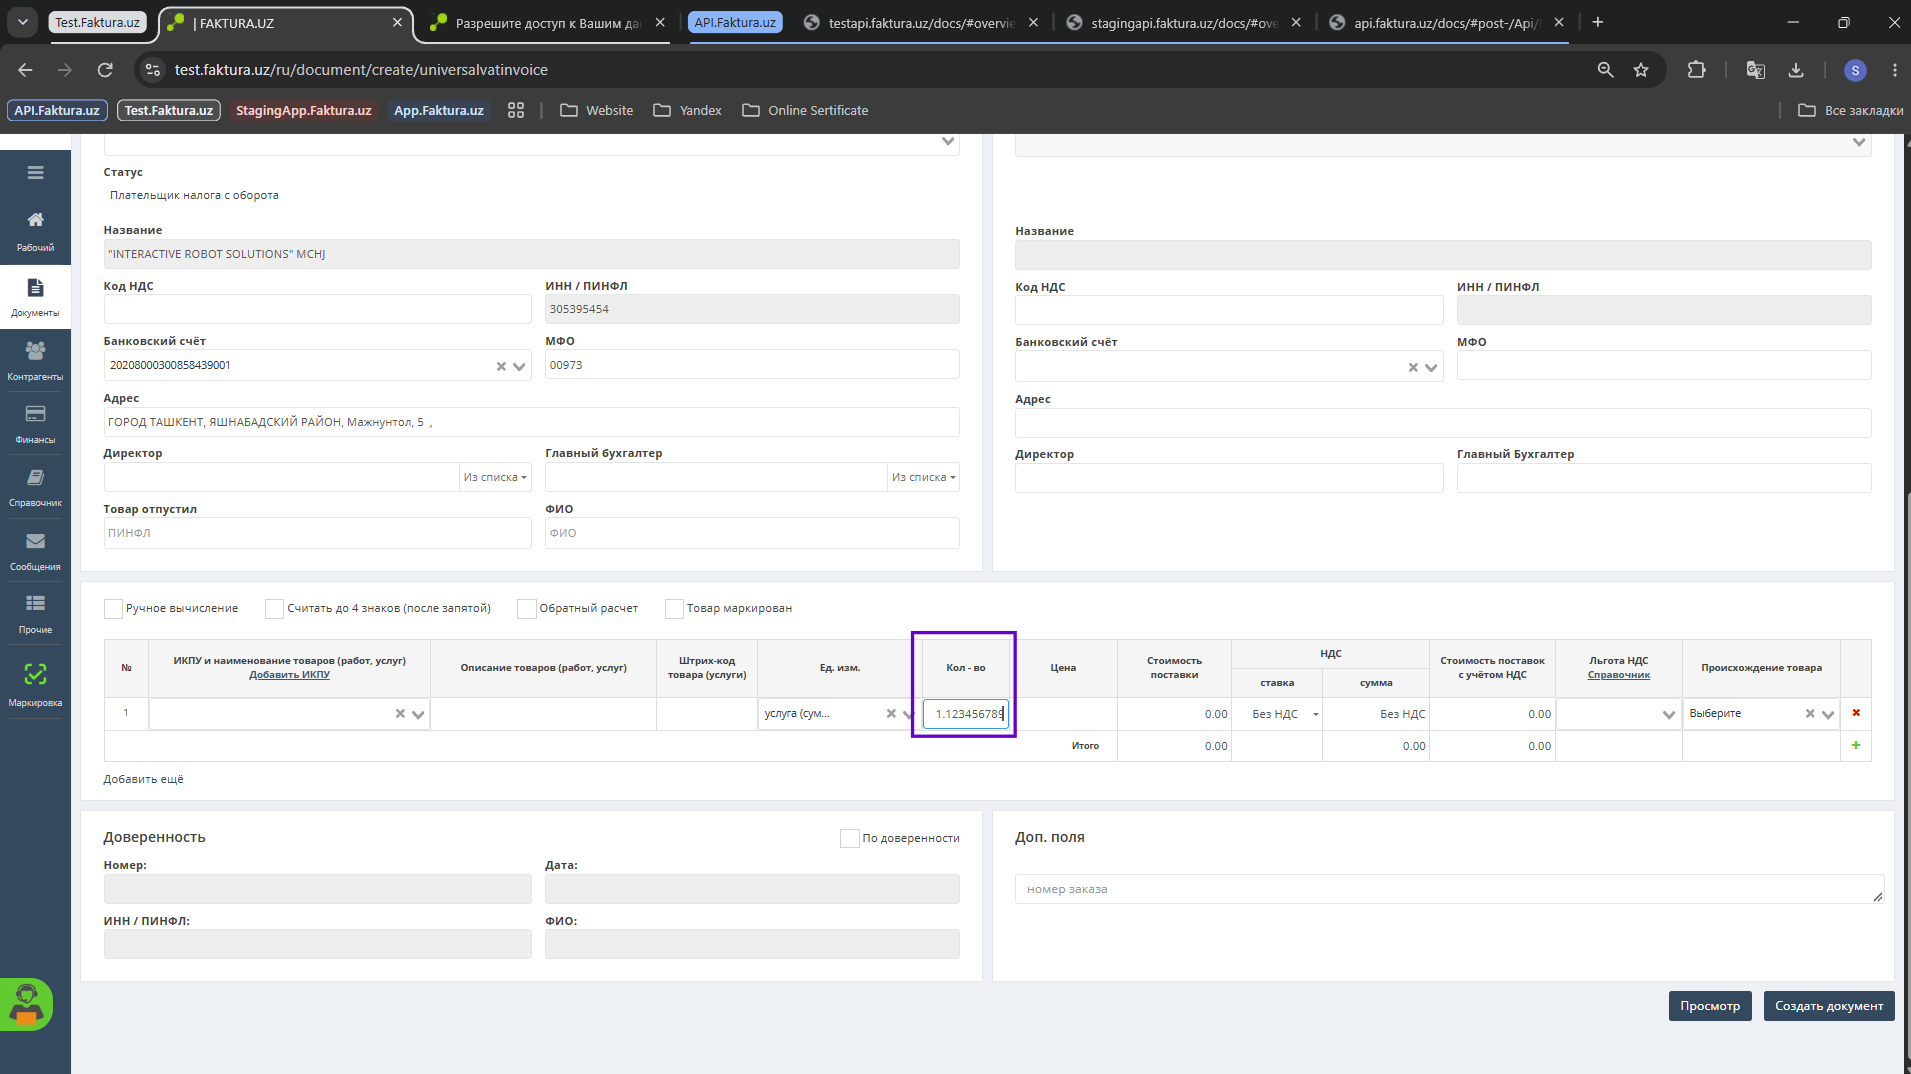 Test.Faktura.uz
| FAKTURA.UZ
Разрешите доступ к Вашим да
API.Faktura.uz
testapi.faktura.uz/docs/#overvie
stagingapi.faktura.uz/docs/#ove
api.faktura.uz/docs/#post-/Api/
test.faktura.uz/ru/document/create/universalvatinvoice
S
API.Faktura.uz
Test.Faktura.uz
StagingApp.Faktura.uz
App.Faktura.uz
Website
Yandex
Online Sertificate
Все закладки
Рабочий
Документы
Контрагенты
Финансы
Справочник
Сообщения
Прочие
Маркировка
Статус
Плательщик налога с оборота
Название
"INTERACTIVE ROBOT SOLUTIONS" MCHJ
Код НДС
ИНН / ПИНФЛ
305395454
Банковский счёт
МФО
20208000300858439001
00973
Адрес
ГОРОД ТАШКЕНТ, ЯШНАБАДСКИЙ РАЙОН, Мажнунтол, 5 ,
Директор
Главный бухгалтер
Из списка
Из списка
Товар отпустил
ФИО
ПИНФЛ
ФИО
Название
Код НДС
ИНН / ПИНФЛ
Банковский счёт
МФО
Адрес
Директор
Главный Бухгалтер
Ручное вычисление
Считать до 4 знаков (после запятой)
Обратный расчет
Товар маркирован
№
ИКПУ и наименование товаров (работ, услуг)
Добавить ИКПУ
Описание товаров (работ, услуг)
Штрих-код
товара (услуги)
Ед. изм.
Кол - во
Цена
Стоимость
поставки
НДС
ставка
сумма
Стоимость поставок
с учётом НДС
Льгота НДС
Справочник
Происхождение товара
1
услуга (сум...
1.123456789
0.00
Без НДС
Без НДС
0.00
Выберите
Итого
0.00
0.00
0.00
Добавить ещё
Доверенность
По доверенности
Номер:
Дата:
ИНН / ПИНФЛ:
ФИО:
Доп. поля
номер заказа
Просмотр
Создать документ